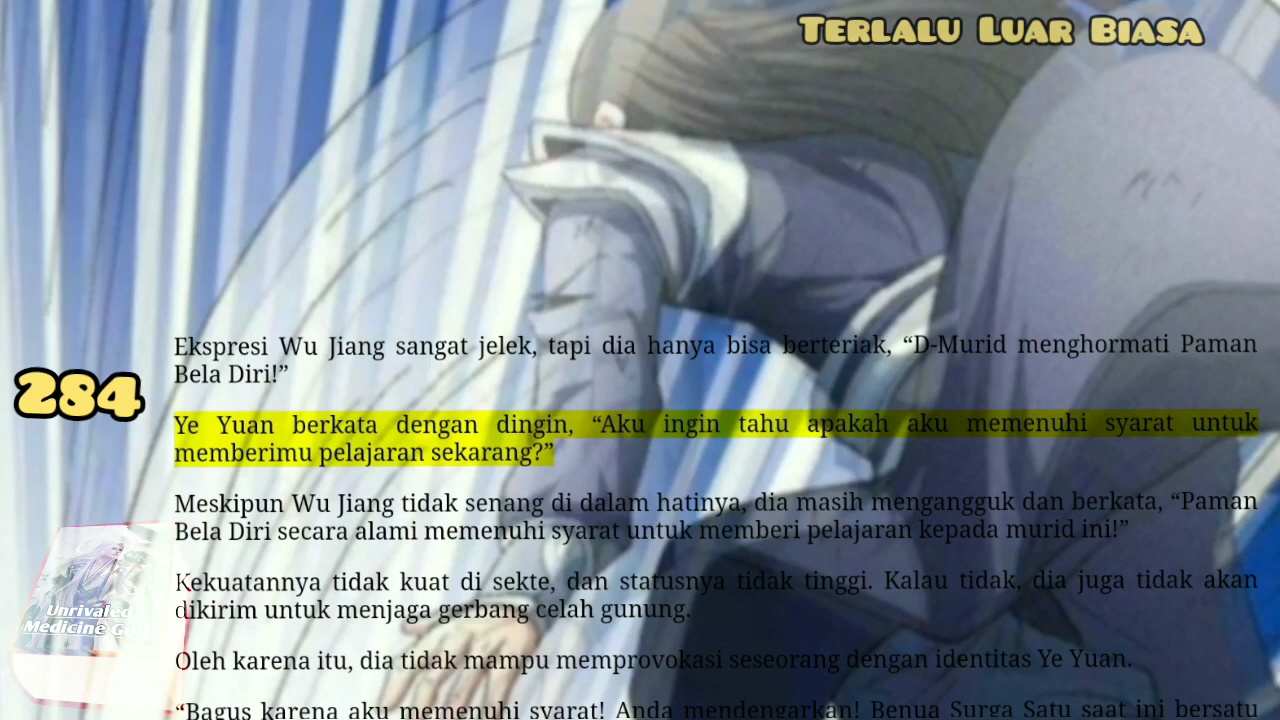 Terlalu Luar Biasa
Ekspresi Wu Jiang sangat jelek, tapi dia hanya bisa berteriak, “D-Murid menghormati Paman
Bela Diri!”
284
Ye Yuan berkata dengan dingin, “Aku ingin tahu apakah aku memenuhi syarat untuk
memberimu pelajaran sekarang?”
Meskipun Wu Jiang tidak senang di dalam hatinya, dia masih mengangguk dan berkata, “Paman
Bela Diri secara alami memenuhi syarat untuk memberi pelajaran kepada murid ini!”
Kekuatannya tidak kuat di sekte, dan statusnya tidak tinggi. Kalau tidak, dia juga tidak akan
dikirim untuk menjaga gerbang celah gunung.
Unrivaled
Medicine God
Oleh karena itu, dia tidak mampu memprovokasi seseorang dengan identitas Ye Yuan.
“Bagus karena aku memenuhi syarat! Anda mendengarkan! Benua Surga Satu saat ini bersatu